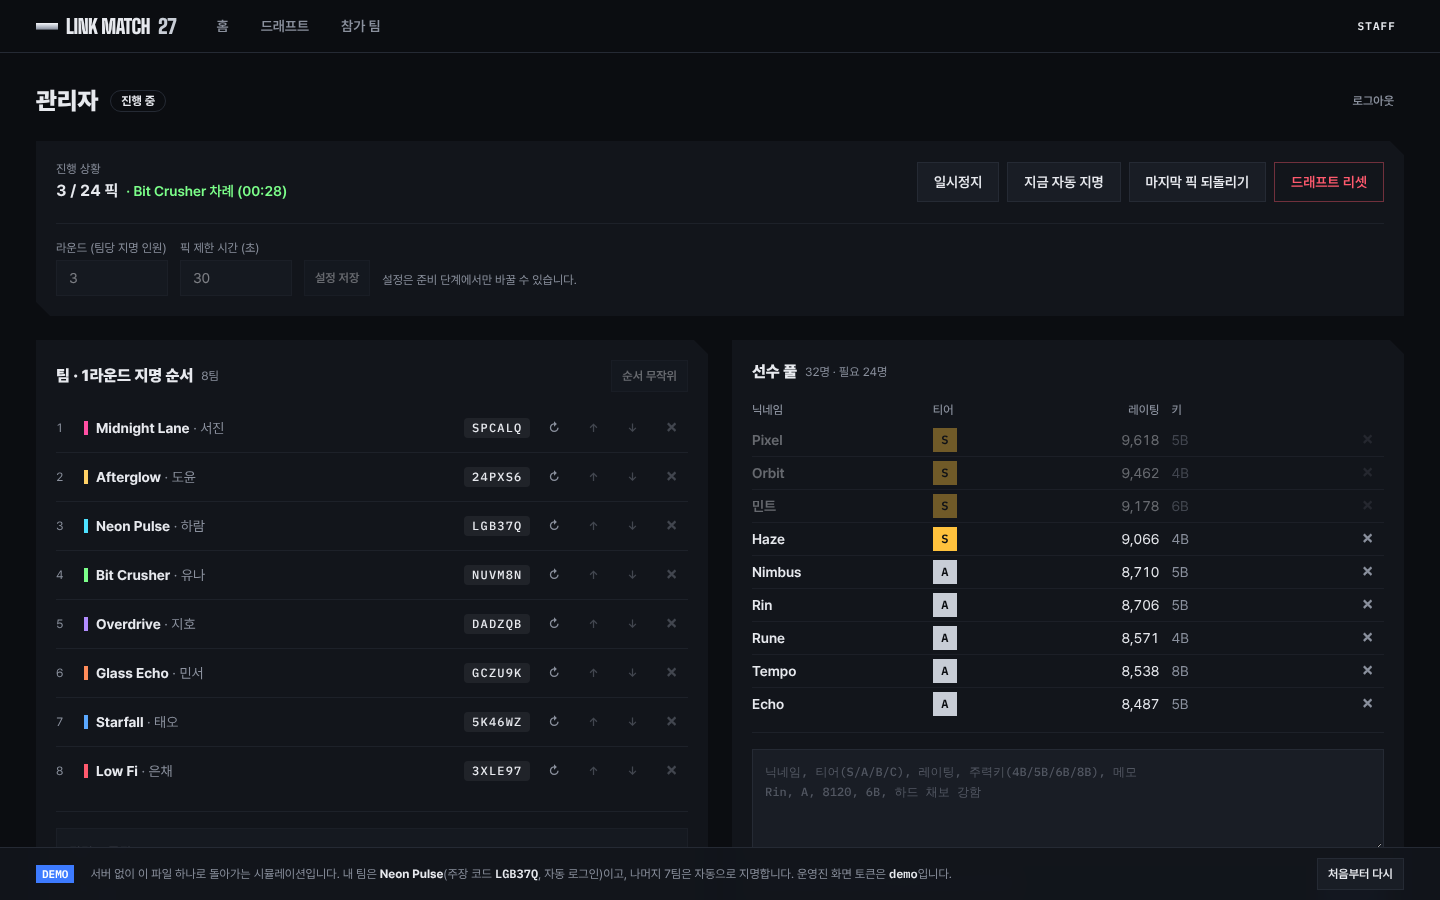 LINK MATCH 27
홈
드래프트
참가 팀
STAFF
관리자
진행 중
로그아웃
진행 상황
3 / 24 픽 · Bit Crusher 차례 (00:28)
일시정지
지금 자동 지명
마지막 픽 되돌리기
드래프트 리셋
라운드 (팀당 지명 인원)
픽 제한 시간 (초)
3
30
설정 저장
설정은 준비 단계에서만 바꿀 수 있습니다.
팀 · 1라운드 지명 순서 8팀
순서 무작위
1 Midnight Lane · 서진 SPCALQ ↻ ↑ ↓ ×
2 Afterglow · 도윤 24PXS6 ↻ ↑ ↓ ×
3 Neon Pulse · 하람 LGB37Q ↻ ↑ ↓ ×
4 Bit Crusher · 유나 NUVM8N ↻ ↑ ↓ ×
5 Overdrive · 지호 DADZQB ↻ ↑ ↓ ×
6 Glass Echo · 민서 GCZU9K ↻ ↑ ↓ ×
7 Starfall · 태오 5K46WZ ↻ ↑ ↓ ×
8 Low Fi · 은채 3XLE97 ↻ ↑ ↓ ×
선수 풀 32명 · 필요 24명
닉네임 티어 레이팅 키
Pixel S 9,618 5B ×
Orbit S 9,462 4B ×
민트 S 9,178 6B ×
Haze S 9,066 4B ×
Nimbus A 8,710 5B ×
Rin A 8,706 5B ×
Rune A 8,571 4B ×
Tempo A 8,538 8B ×
Echo A 8,487 5B ×
닉네임, 티어(S/A/B/C), 레이팅, 주력키(4B/5B/6B/8B), 메모
Rin, A, 8120, 6B, 하드 채보 강함
DEMO
서버 없이 이 파일 하나로 돌아가는 시뮬레이션입니다. 내 팀은 Neon Pulse(주장 코드 LGB37Q, 자동 로그인)이고, 나머지 7팀은 자동으로 지명합니다. 운영진 화면 토큰은 demo입니다.
처음부터 다시